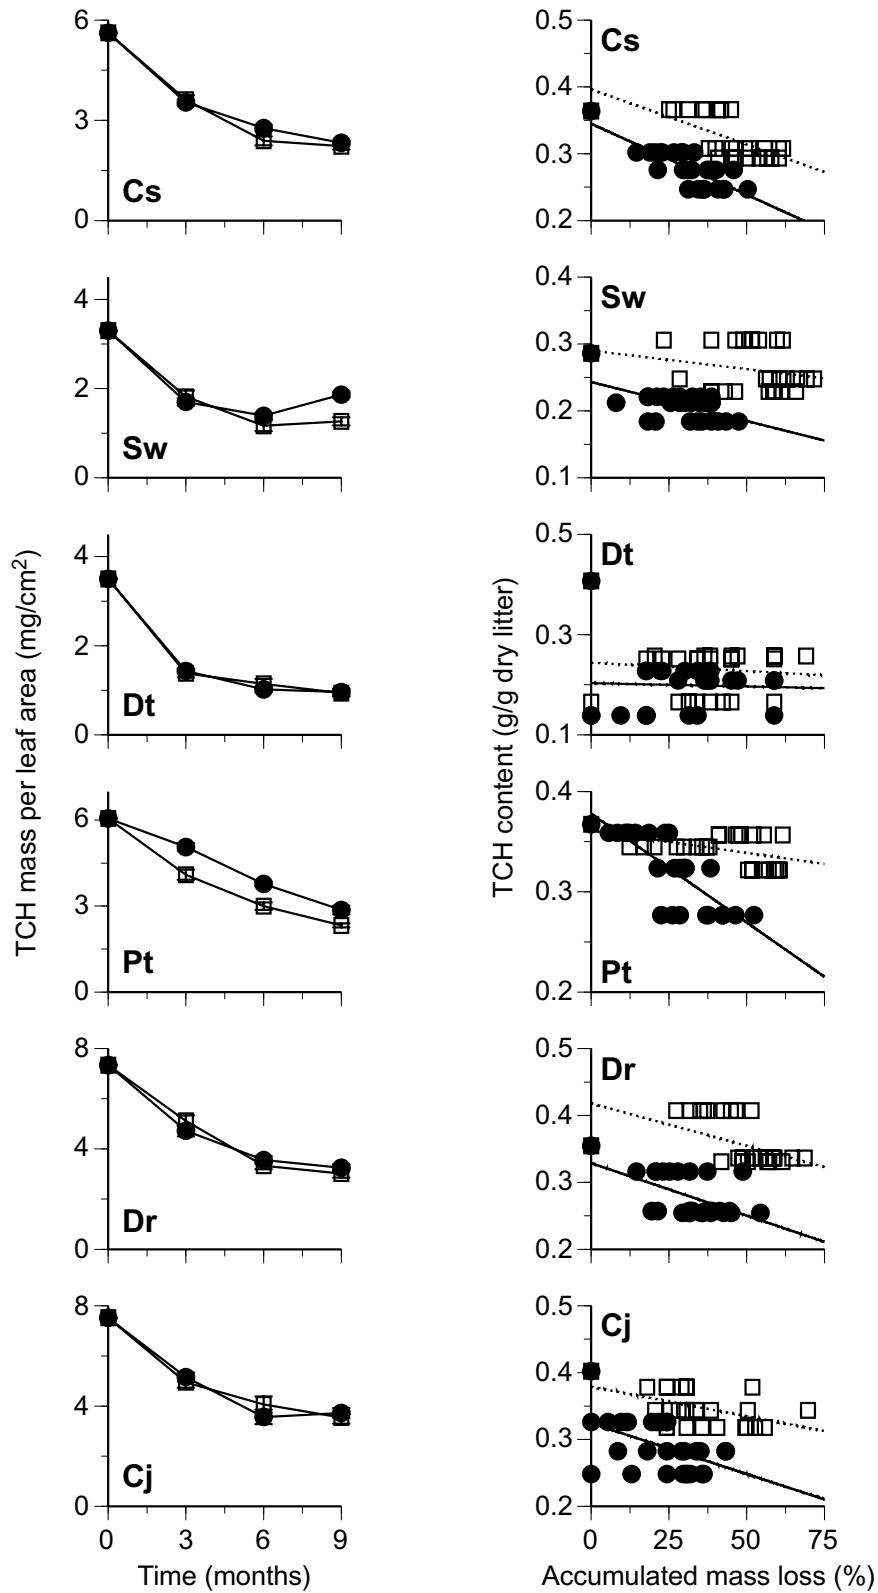 6
3
0
Cs
0.5
0.4
0.3
0.2
Cs
4
2
0
Sw
0.4
0.3
0.2
0.1
Sw
4
2
0
Dt
0.5
0.3
0.1
Dt
TCH mass per leaf area (mg/cm²)
TCH content (g/g dry litter)
6
3
0
Pt
0.4
0.3
0.2
Pt
8
4
0
Dr
0.5
0.4
0.3
0.2
Dr
8
4
0
Cj
0.5
0.4
0.3
0.2
Cj
0 3 6 9
Time (months)
0 25 50 75
Accumulated mass loss (%)